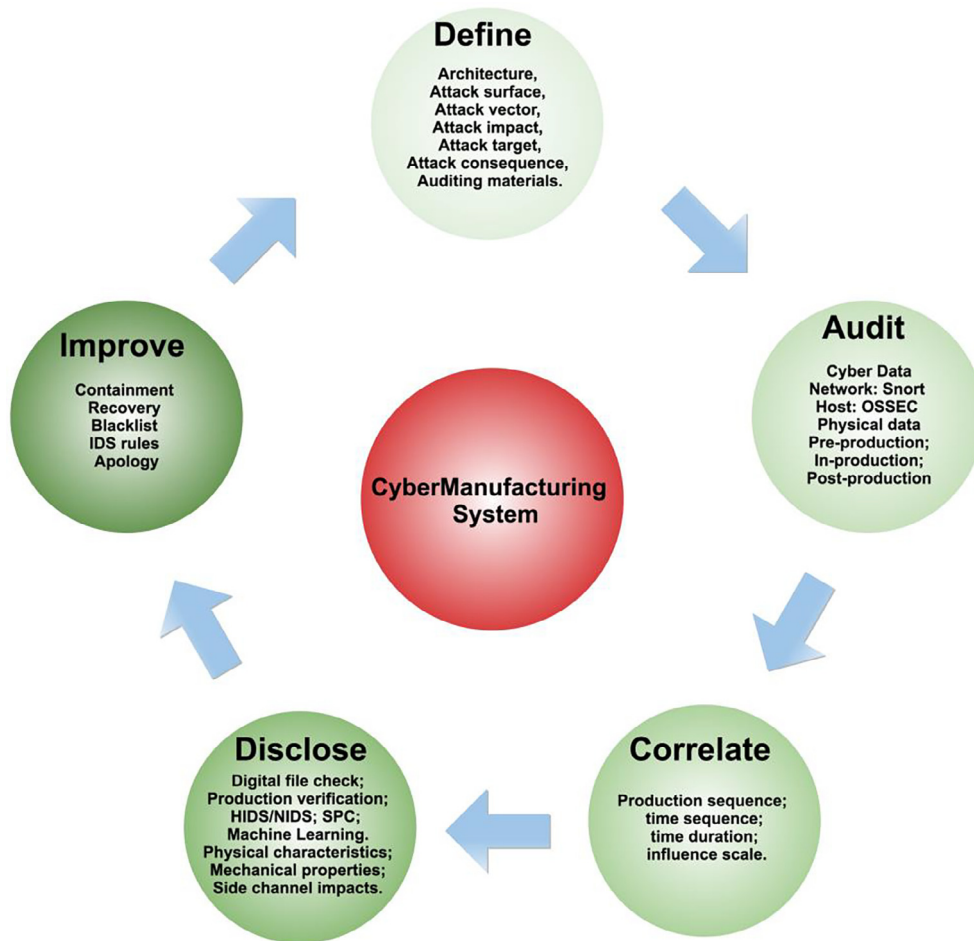 Define
Architecture,
Attack surface,
Attack vector,
Attack impact,
Attack target,
Attack consequence,
Auditing materials.
Audit
Cyber Data
Network: Snort
Host: OSSEC
Physical data
Pre-production;
In-production;
Post-production
Correlate
Production sequence;
time sequence;
time duration;
influence scale.
Disclose
Digital file check;
Production verification;
HIDS/NIDS; SPC;
Machine Learning.
Physical characteristics;
Mechanical properties;
Side channel impacts.
Improve
Containment
Recovery
Blacklist
IDS rules
Apology
CyberManufacturing
System